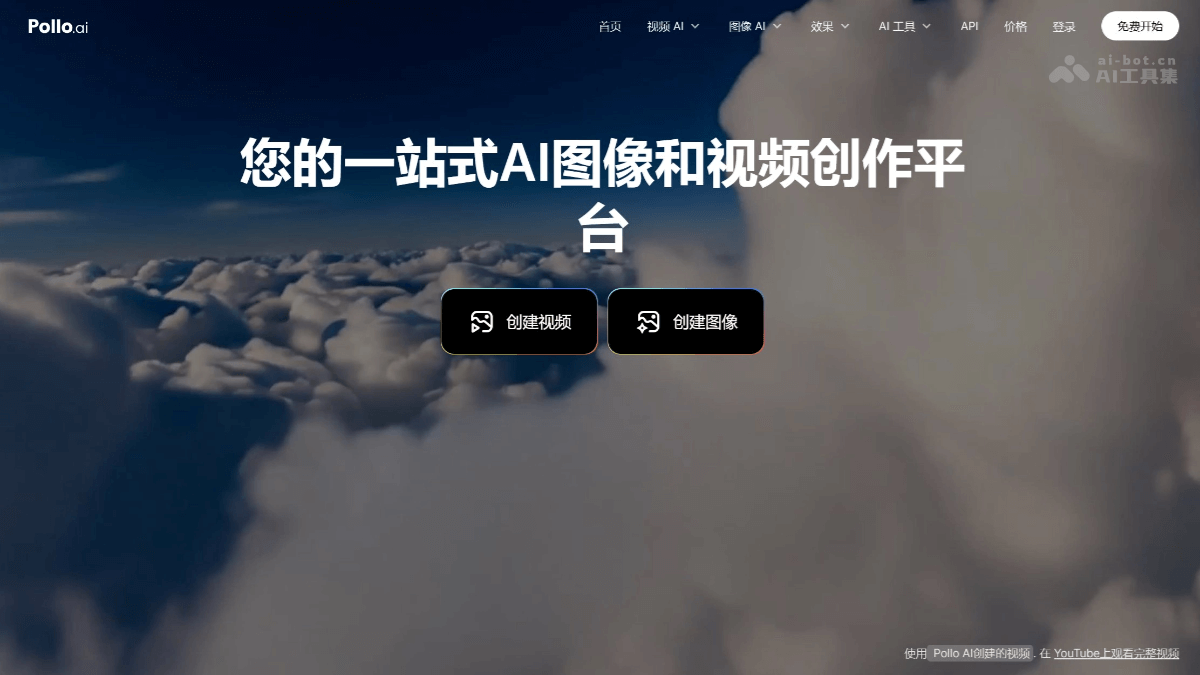 Pollo.ai
首页 视频 AI 图像 AI 效果 AI 工具 API 价格 登录 免费开始
ai-bot.cn
AI工具集
您的一站式AI图像和视频创作平
台
创建视频 创建图像
使用 Pollo AI创建的视频 . 在 YouTube上观看完整视频